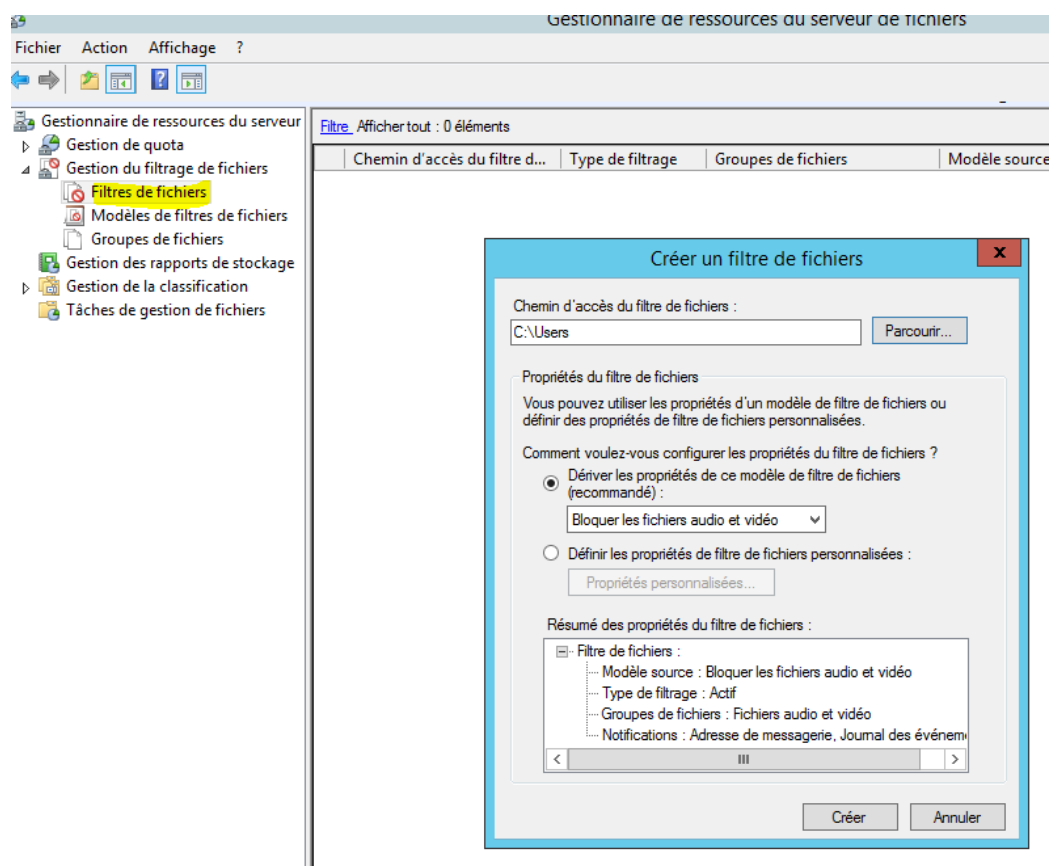 Gestionnaire de ressources du serveur de fichiers
Fichier Action Affichage ?
Gestionnaire de ressources du serveur
Gestion de quota
Gestion du filtrage de fichiers
Filtres de fichiers
Modèles de filtres de fichiers
Groupes de fichiers
Gestion des rapports de stockage
Gestion de la classification
Tâches de gestion de fichiers
Filtre Afficher tout : 0 éléments
Chemin d'accès du filtre d... Type de filtrage Groupes de fichiers Modèle source
Créer un filtre de fichiers
x
Chemin d'accès du filtre de fichiers :
C:\Users Parcourir...
Propriétés du filtre de fichiers
Vous pouvez utiliser les propriétés d'un modèle de filtre de fichiers ou
définir des propriétés de filtre de fichiers personnalisées.
Comment voulez-vous configurer les propriétés du filtre de fichiers ?
Dériver les propriétés de ce modèle de filtre de fichiers
(recommandé) :
Bloquer les fichiers audio et vidéo
Définir les propriétés de filtre de fichiers personnalisées :
Propriétés personnalisées...
Résumé des propriétés du filtre de fichiers :
Filtre de fichiers :
Modèle source : Bloquer les fichiers audio et vidéo
Type de filtrage : Actif
Groupes de fichiers : Fichiers audio et vidéo
Notifications : Adresse de messagerie, Journal des événem
Créer Annuler